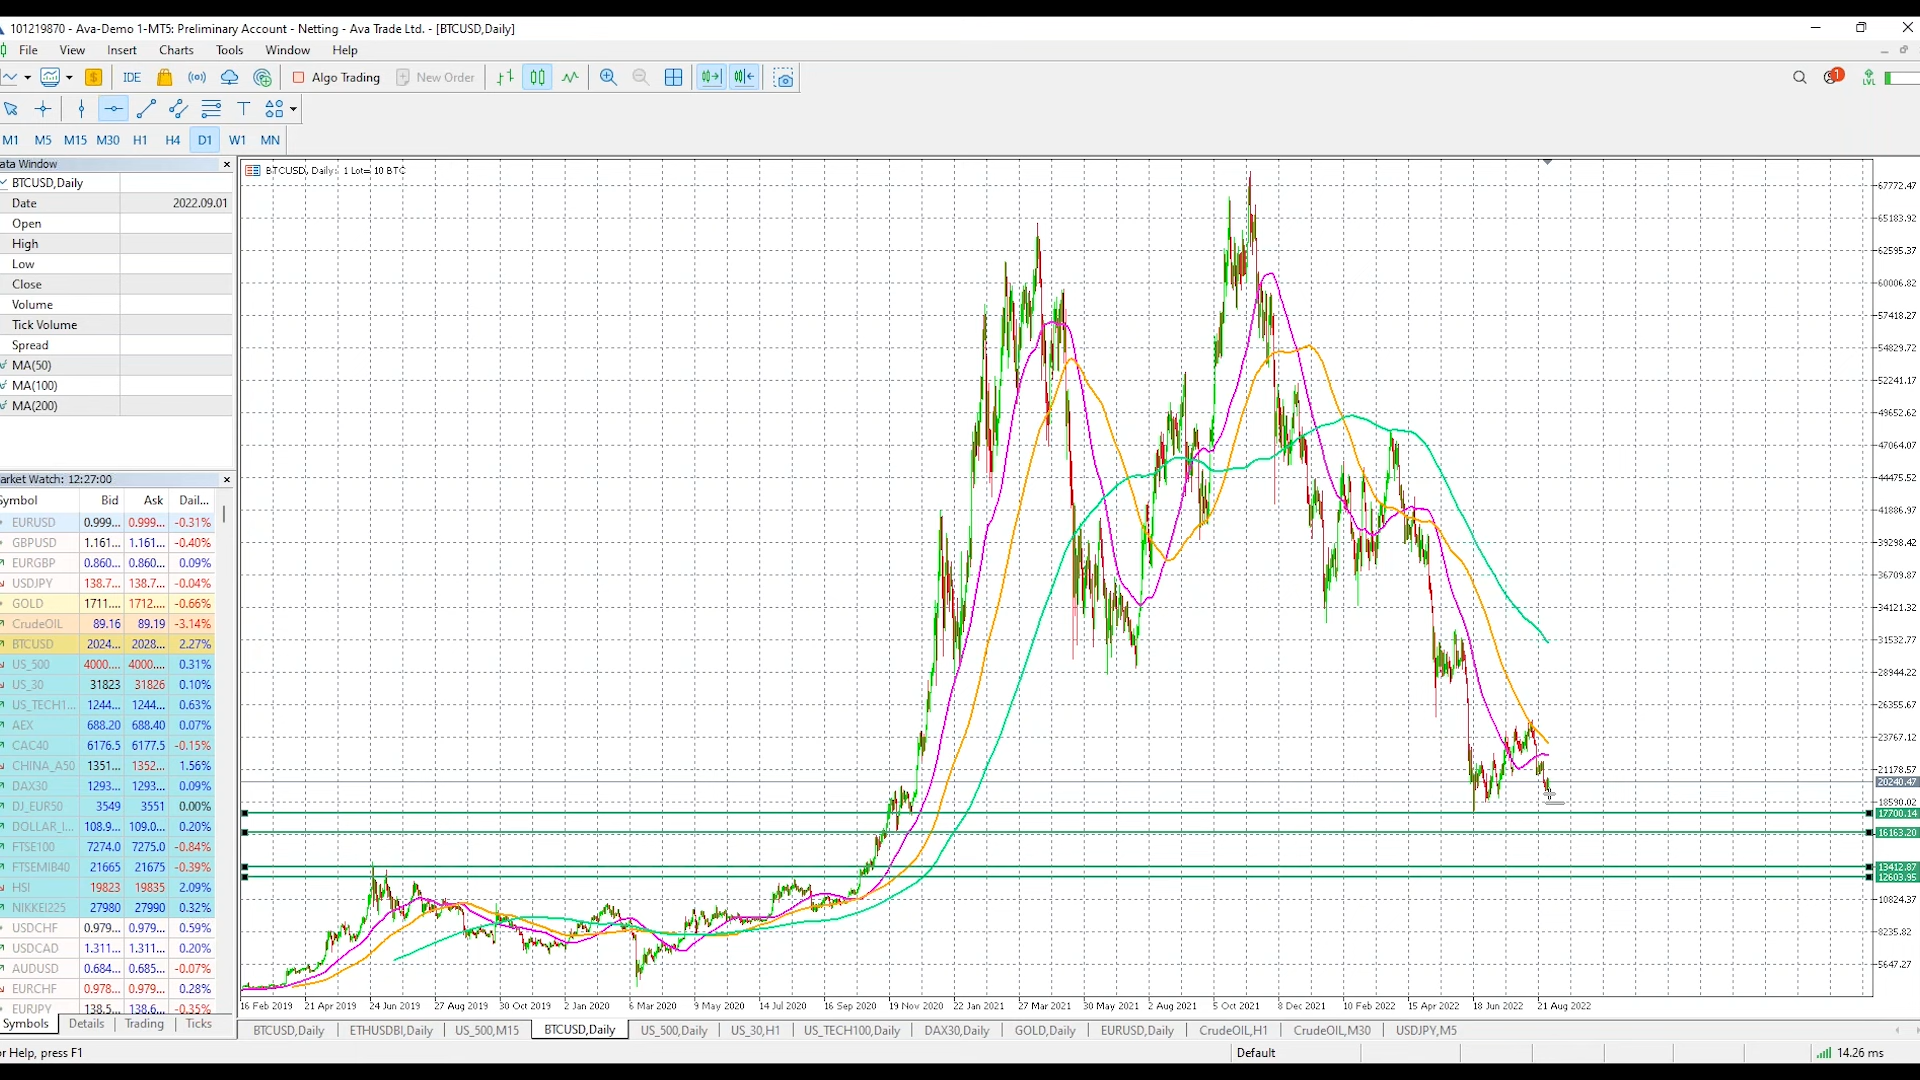 101219870 - Ava-Demo 1-MT5: Preliminary Account - Netting - Ava Trade Ltd. - [BTCUSD,Daily]
File View Insert Charts Tools Window Help
IDE Algo Trading New Order
1
LVL
M1 M5 M15 M30 H1 H4 D1 W1 MN
ata Window
BTCUSD,Daily
Date 2022.09.01
Open
High
Low
Close
Volume
Tick Volume
Spread
MA(50)
MA(100)
MA(200)
arket Watch: 12:27:00
Symbol Bid Ask Dail...
EURUSD 0.999... 0.999... -0.31%
GBPUSD 1.161... 1.161... -0.40%
EURGBP 0.860... 0.860... 0.09%
USDJPY 138.7... 138.7... -0.04%
GOLD 1711.... 1712.... -0.66%
CrudeOIL 89.16 89.19 -3.14%
BTCUSD 2024... 2028... 2.27%
US_500 4000.... 4000.... 0.31%
US_30 31823 31826 0.10%
US_TECH1... 1244... 1244... 0.63%
AEX 688.20 688.40 0.07%
CAC40 6176.5 6177.5 -0.15%
CHINA_A50 1351... 1352... 1.56%
DAX30 1293... 1293... 0.09%
DJ_EUR50 3549 3551 0.00%
DOLLAR_I... 108.9... 109.0... 0.20%
FTSE100 7274.0 7275.0 -0.84%
FTSEMIB40 21665 21675 -0.39%
HSI 19823 19835 2.09%
NIKKEI225 27980 27990 0.32%
USDCHF 0.979... 0.979... 0.59%
USDCAD 1.311... 1.311... 0.20%
AUDUSD 0.684... 0.685... -0.07%
EURCHF 0.978... 0.979... 0.28%
EURJPY 138.5... 138.6... -0.35%
Symbols Details Trading Ticks
BTCUSD, Daily: 1 Lot= 10 BTC
67772.47
65183.92
62595.37
60006.82
57418.27
54829.72
52241.17
49652.62
47064.07
44475.52
41886.97
39298.42
36709.87
34121.32
31532.77
28944.22
26355.67
23767.12
21178.57
20240.47
18590.02
17700.14
16163.20
13412.87
12603.95
10824.37
8235.82
5647.27
16 Feb 2019 21 Apr 2019 24 Jun 2019 27 Aug 2019 30 Oct 2019 2 Jan 2020 6 Mar 2020 9 May 2020 14 Jul 2020 16 Sep 2020 19 Nov 2020 22 Jan 2021 27 Mar 2021 30 May 2021 2 Aug 2021 5 Oct 2021 8 Dec 2021 10 Feb 2022 15 Apr 2022 18 Jun 2022 21 Aug 2022
BTCUSD,Daily ETHUSDBI,Daily US_500,M15 BTCUSD,Daily US_500,Daily US_30,H1 US_TECH100,Daily DAX30,Daily GOLD,Daily EURUSD,Daily CrudeOIL,H1 CrudeOIL,M30 USDJPY,M5
or Help, press F1 Default 14.26 ms